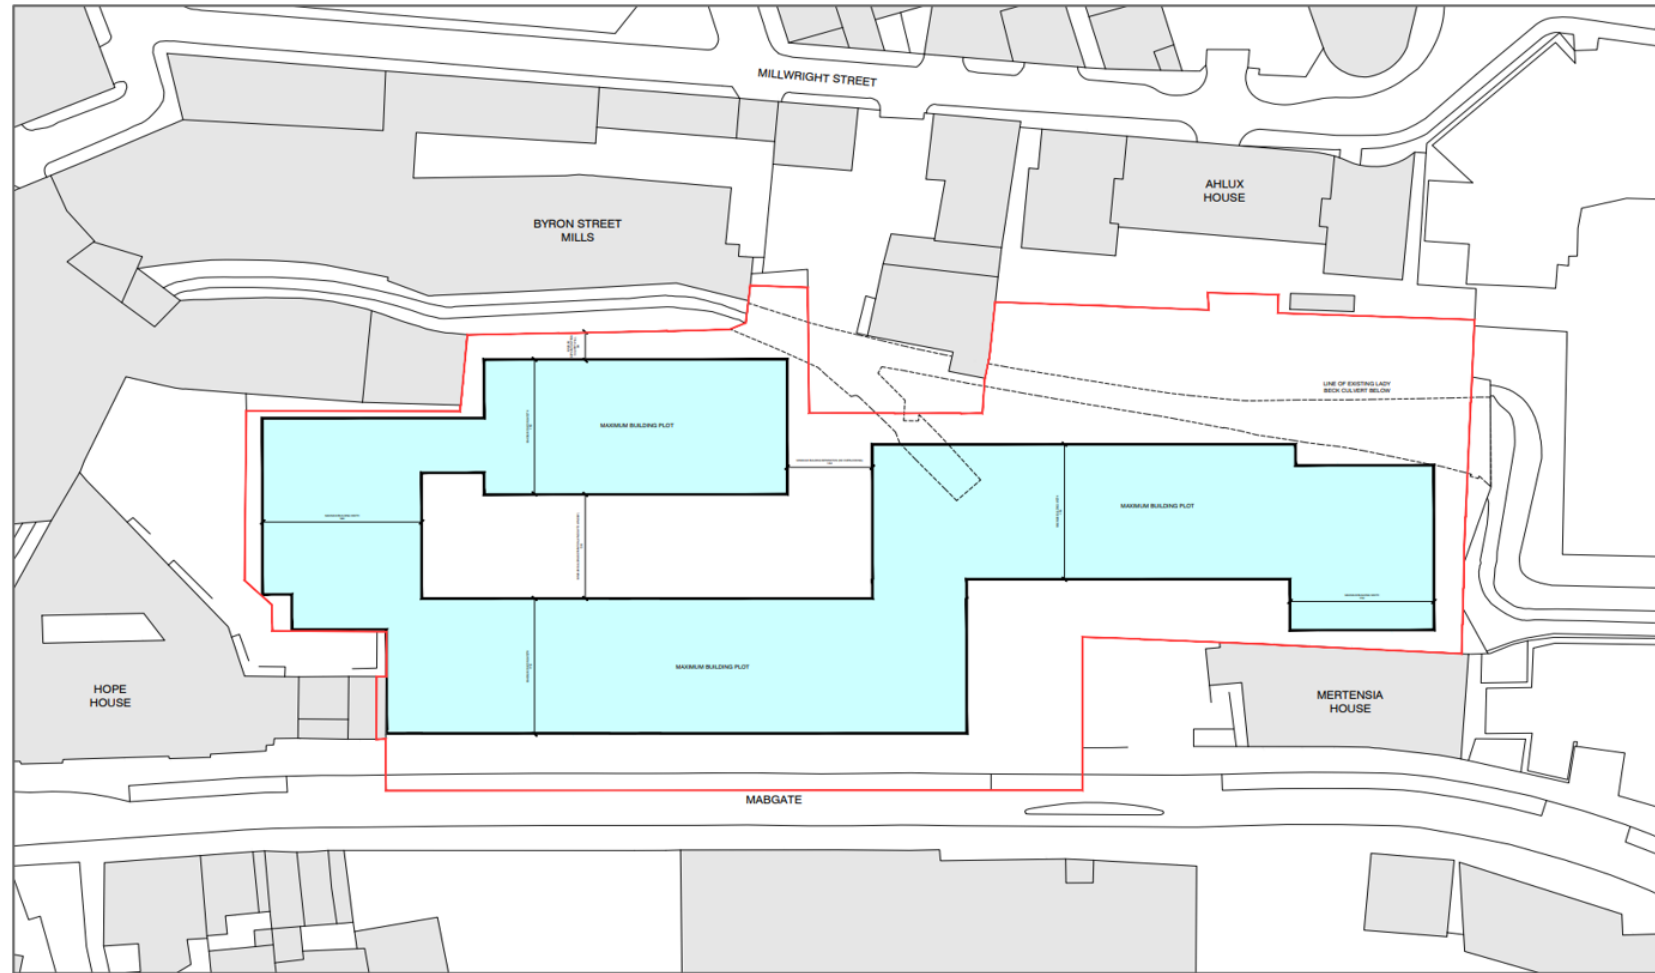 MILLWRIGHT STREET
AHLUX
HOUSE
BYRON STREET
MILLS
LINE OF EXISTING LADY
BECK CULVERT BELOW
MAXIMUM BUILDING PLOT
MAXIMUM BUILDING PLOT
MAXIMUM BUILDING PLOT
HOPE
HOUSE
MERTENSIA
HOUSE
MABGATE